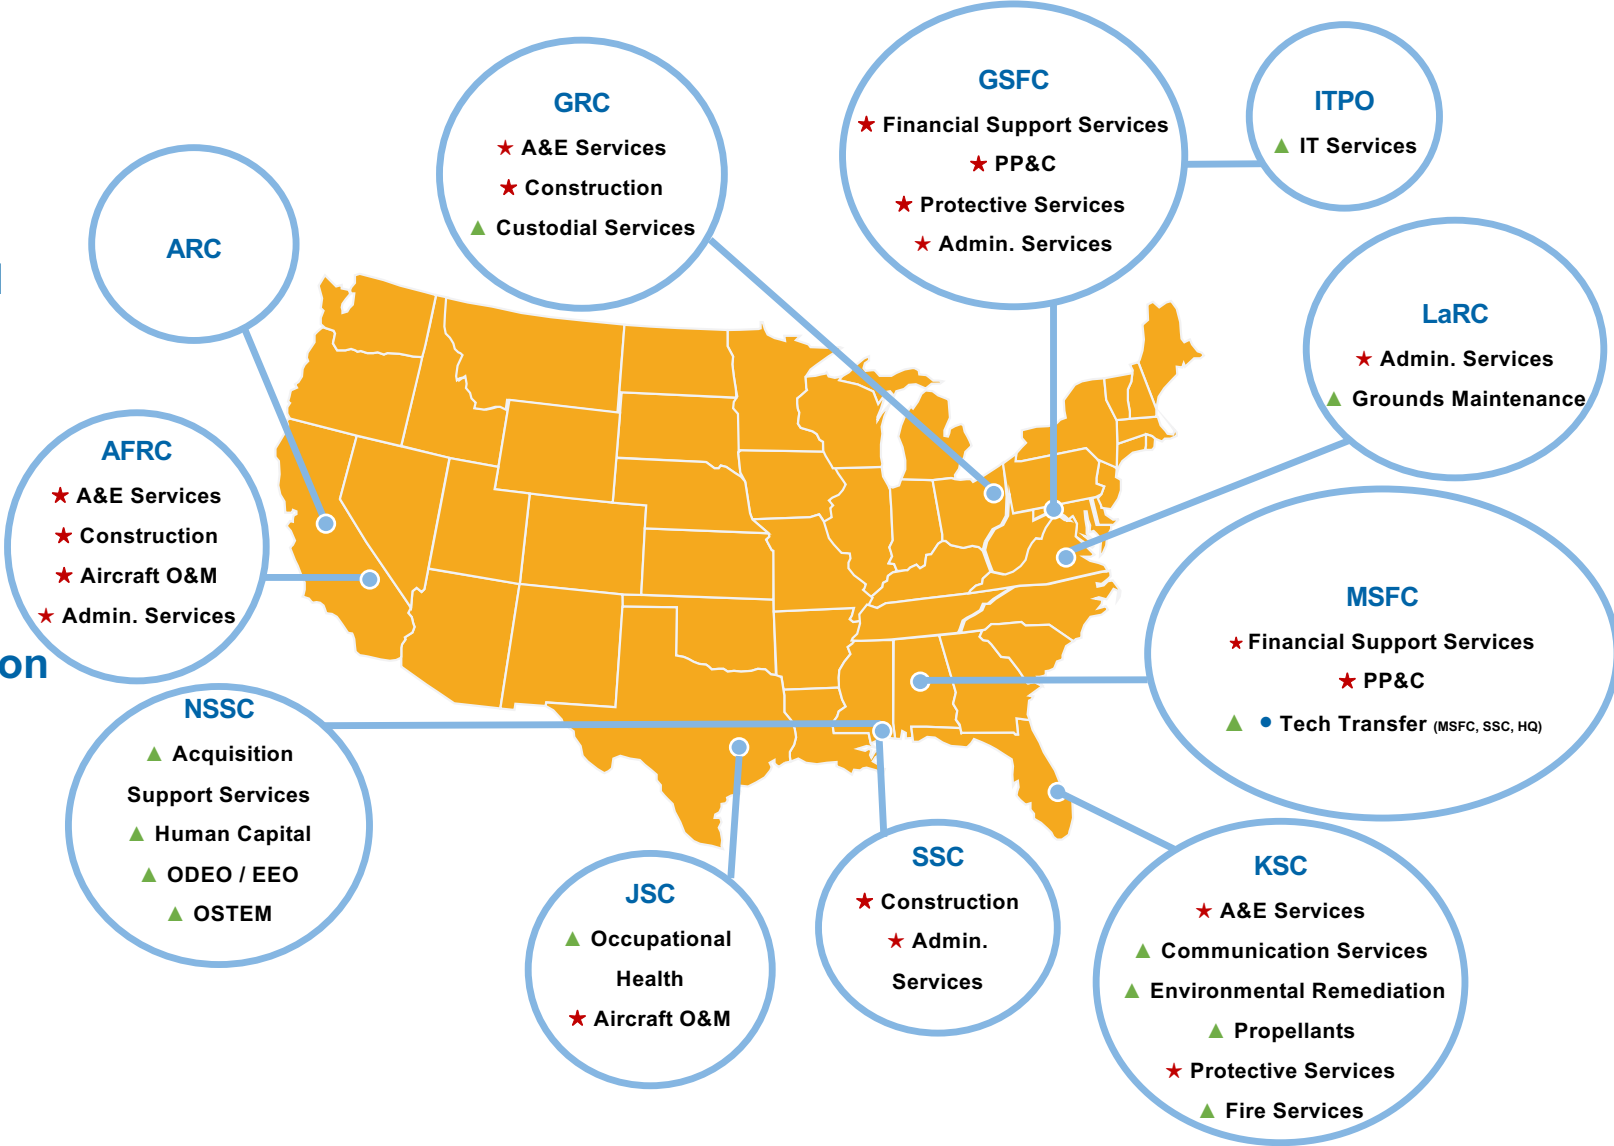 GRC
★ A&E Services
★ Construction
▲ Custodial Services
GSFC
★ Financial Support Services
★ PP&C
★ Protective Services
★ Admin. Services
ITPO
▲ IT Services
ARC
LaRC
★ Admin. Services
▲ Grounds Maintenance
AFRC
★ A&E Services
★ Construction
★ Aircraft O&M
★ Admin. Services
on
MSFC
★ Financial Support Services
★ PP&C
▲ • Tech Transfer (MSFC, SSC, HQ)
NSSC
▲ Acquisition
Support Services
▲ Human Capital
▲ ODEO / EEO
▲ OSTEM
JSC
▲ Occupational
Health
★ Aircraft O&M
SSC
★ Construction
★ Admin.
Services
KSC
★ A&E Services
▲ Communication Services
▲ Environmental Remediation
▲ Propellants
★ Protective Services
▲ Fire Services